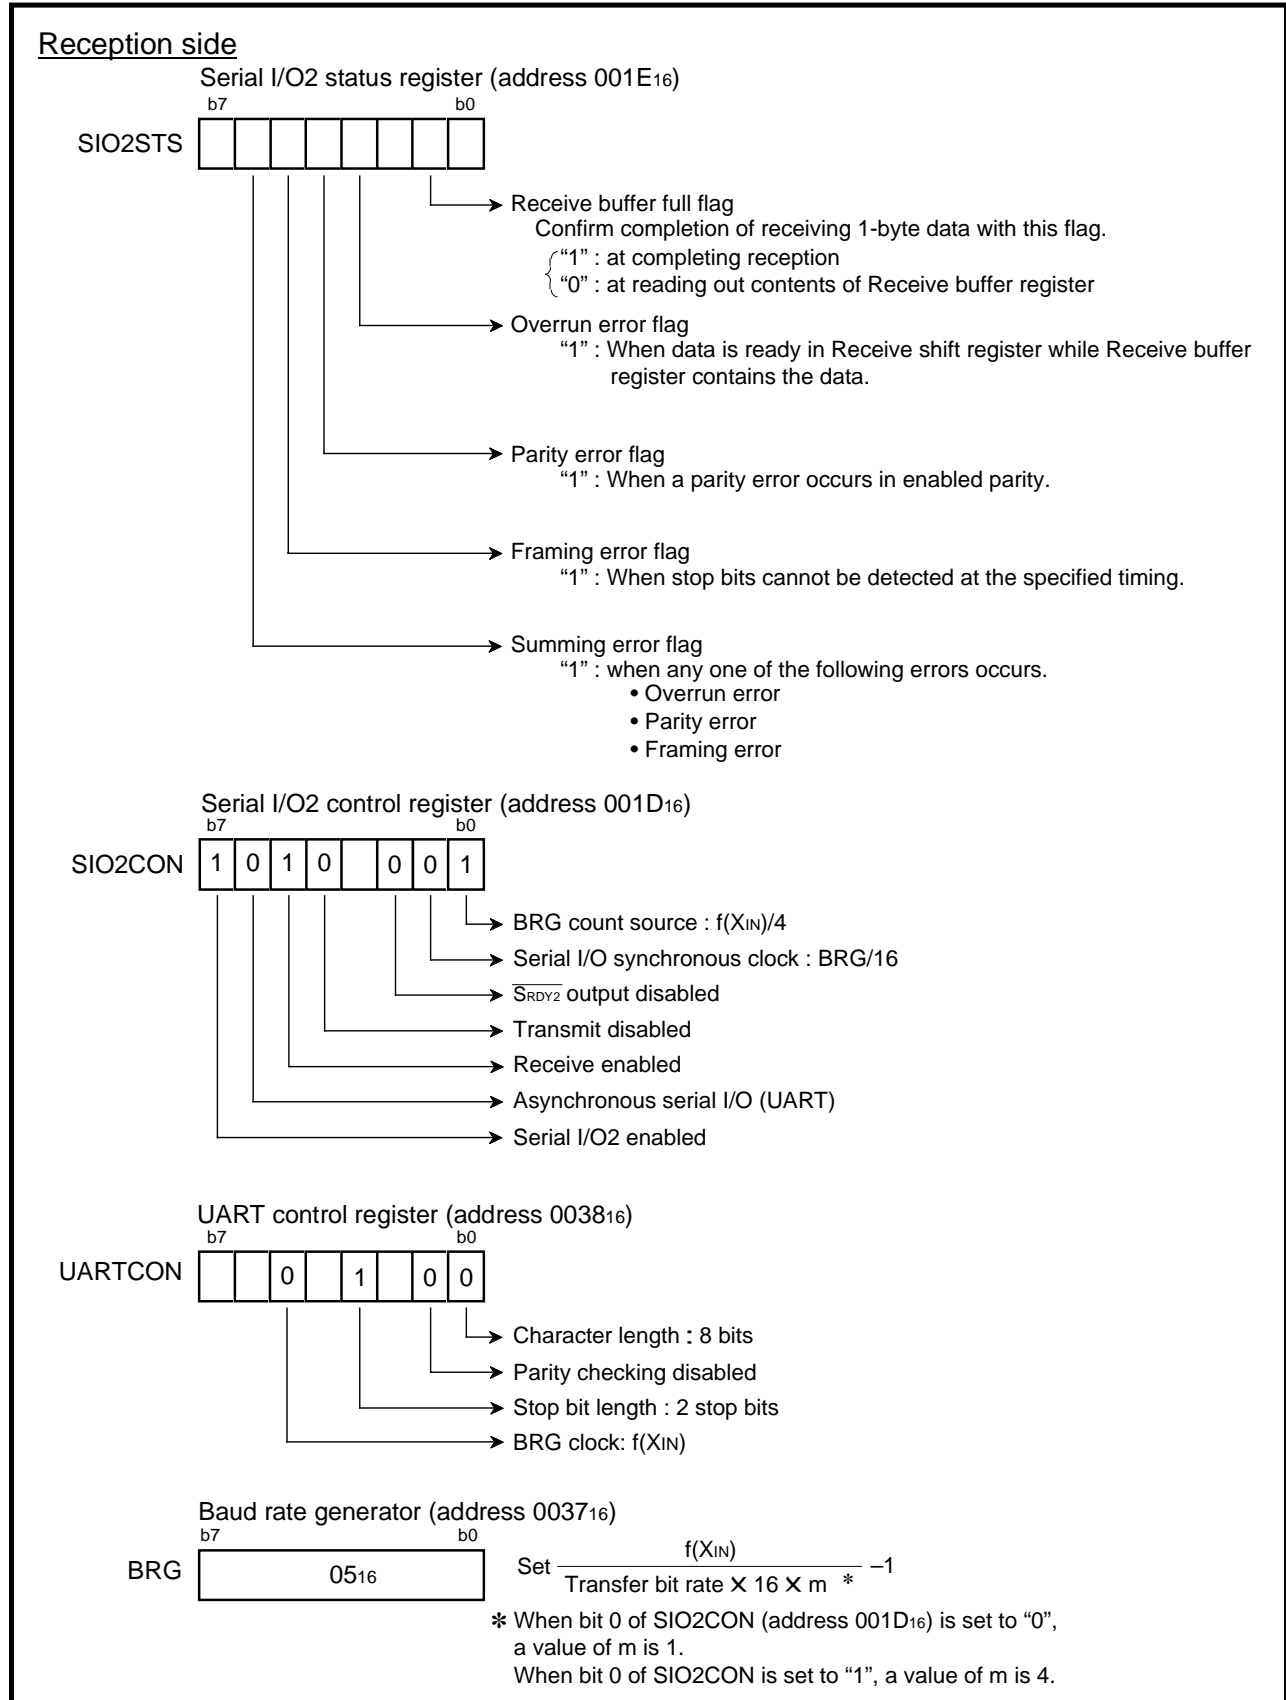 Reception side
Serial I/O2 status register (address 001E16)
b7 b0
SIO2STS
Receive buffer full flag
Confirm completion of receiving 1-byte data with this flag.
“1” : at completing reception
“0” : at reading out contents of Receive buffer register
Overrun error flag
“1” : When data is ready in Receive shift register while Receive buffer
register contains the data.
Parity error flag
“1” : When a parity error occurs in enabled parity.
Framing error flag
“1” : When stop bits cannot be detected at the specified timing.
Summing error flag
“1” : when any one of the following errors occurs.
• Overrun error
• Parity error
• Framing error
Serial I/O2 control register (address 001D16)
b7 b0
SIO2CON 1 0 1 0 0 0 1
BRG count source : f(XIN)/4
Serial I/O synchronous clock : BRG/16
SRDY2 output disabled
Transmit disabled
Receive enabled
Asynchronous serial I/O (UART)
Serial I/O2 enabled
UART control register (address 003816)
b7 b0
UARTCON 0 1 0 0
Character length : 8 bits
Parity checking disabled
Stop bit length : 2 stop bits
BRG clock: f(XIN)
Baud rate generator (address 003716)
b7 b0
BRG 0516
Set f(XIN)
Transfer bit rate ✕ 16 ✕ m ✻ –1
✻ When bit 0 of SIO2CON (address 001D16) is set to “0”,
a value of m is 1.
When bit 0 of SIO2CON is set to “1”, a value of m is 4.